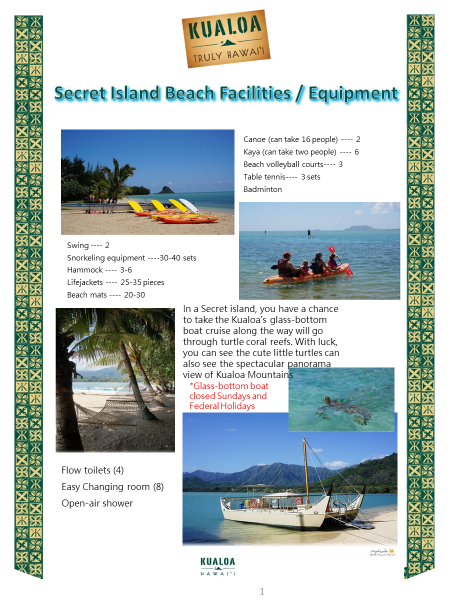 KUALOA
TRULY HAWAI'I
Secret Island Beach Facilities / Equipment
Canoe (can take 16 people) ---- 2
Kaya (can take two people) ---- 6
Beach volleyball courts---- 3
Table tennis---- 3 sets
Badminton
Swing ---- 2
Snorkeling equipment ----30-40 sets
Hammock ---- 3-6
Lifejackets ---- 25-35 pieces
Beach mats ---- 20-30
In a Secret island, you have a chance
to take the Kualoa's glass-bottom
boat cruise along the way will go
through turtle coral reefs. With luck,
you can see the cute little turtles can
also see the spectacular panorama
view of Kualoa Mountains
*Glass-bottom boat
closed Sundays and
Federal Holidays
Flow toilets (4)
Easy Changing room (8)
Open-air shower
KUALOA
HAWAI'I
1